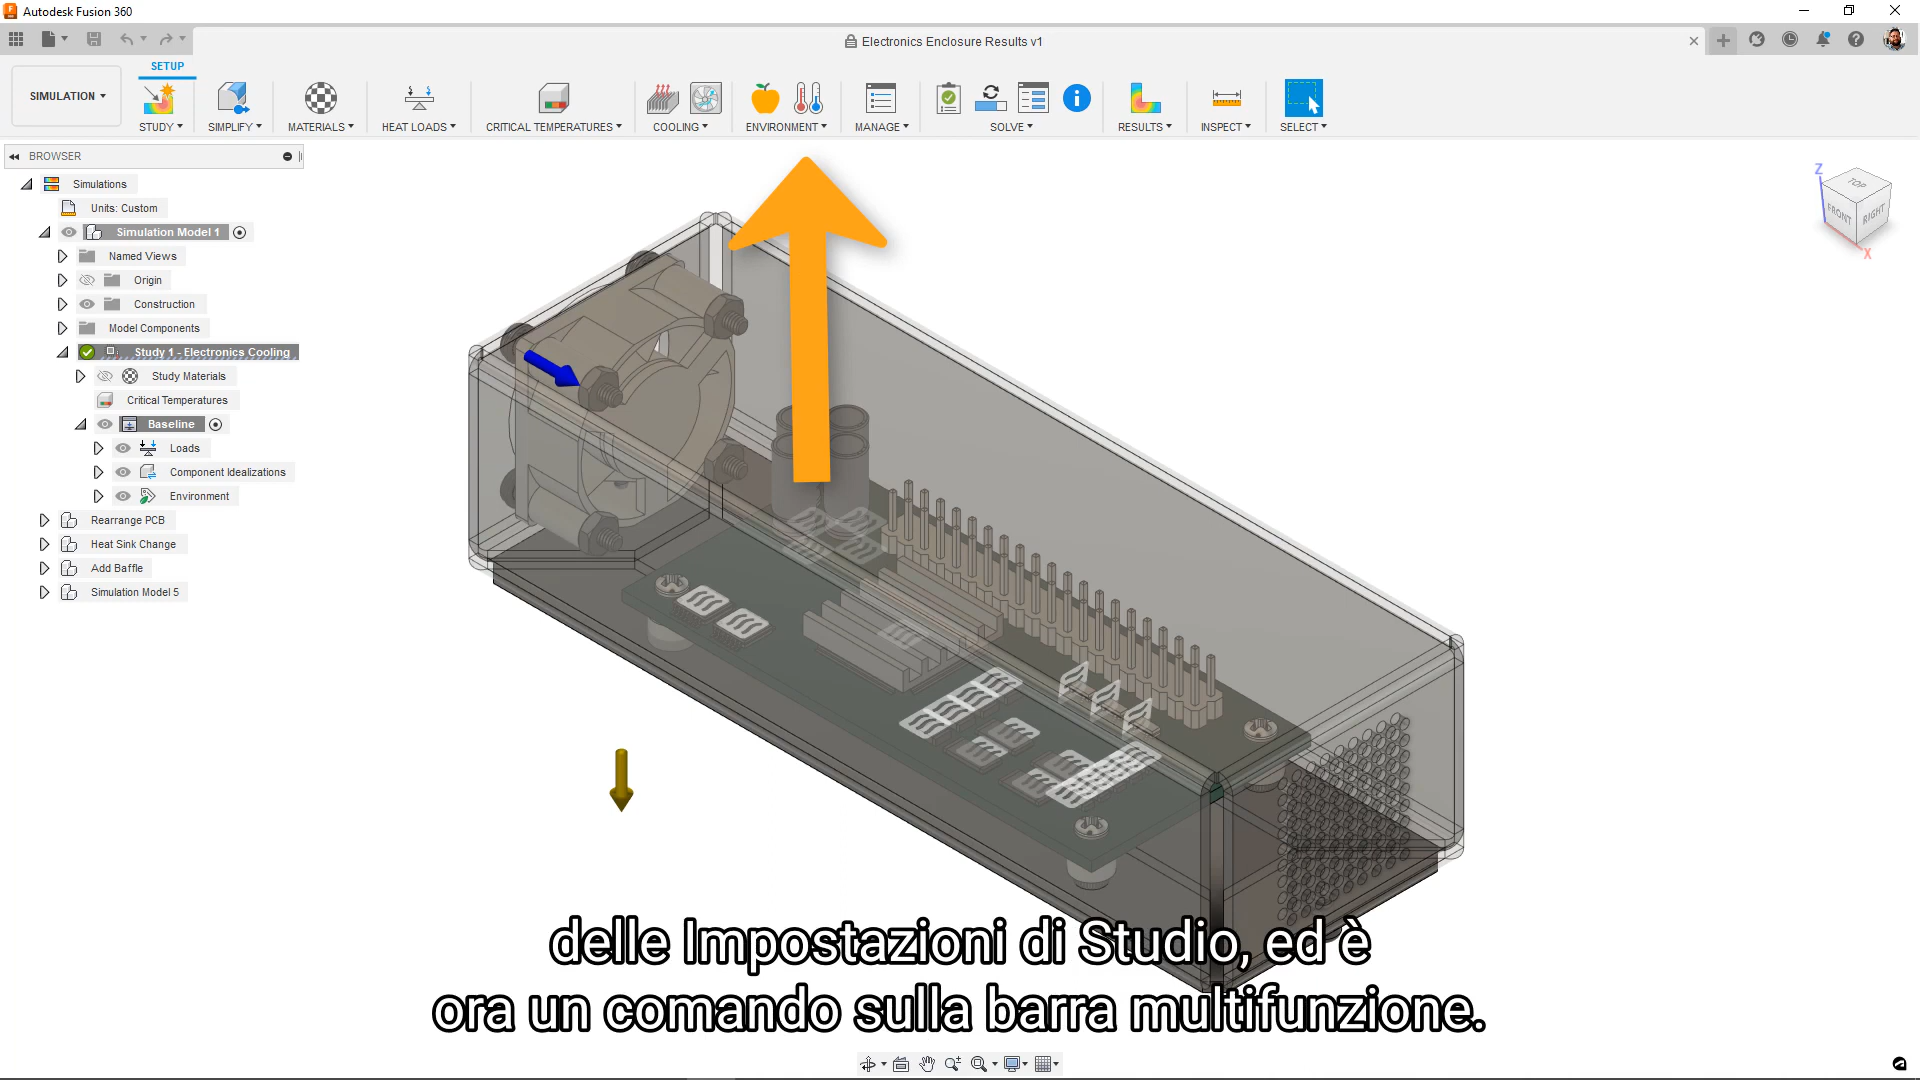 Autodesk Fusion 360
Electronics Enclosure Results v1
SETUP
SIMULATION
STUDY
SIMPLIFY
MATERIALS
HEAT LOADS
CRITICAL TEMPERATURES
COOLING
ENVIRONMENT
MANAGE
SOLVE
RESULTS
INSPECT
SELECT
BROWSER
Simulations
Units: Custom
Simulation Model 1
Named Views
Origin
Construction
Model Components
Study 1 - Electronics Cooling
Study Materials
Critical Temperatures
Baseline
Loads
Component Idealizations
Environment
Rearrange PCB
Heat Sink Change
Add Baffle
Simulation Model 5
Z
TOP
FRONT
RIGHT
X
delle Impostazioni di Studio, ed è
ora un comando sulla barra multifunzione.